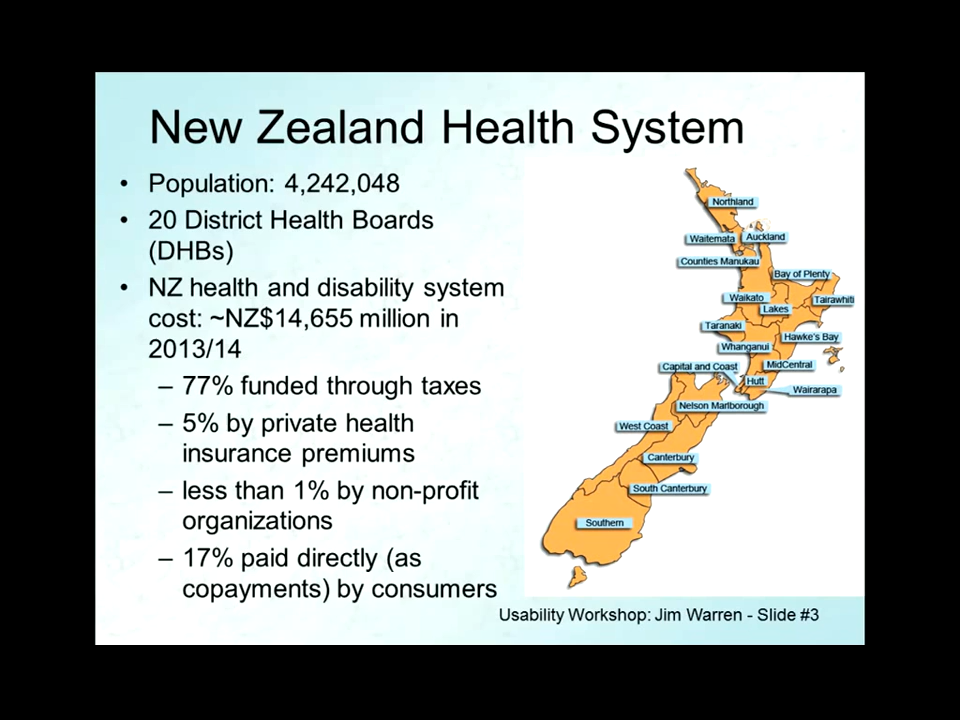 New Zealand Health System
• Population: 4,242,048
• 20 District Health Boards
(DHBs)
• NZ health and disability system
cost: ~NZ$14,655 million in
2013/14
– 77% funded through taxes
– 5% by private health
insurance premiums
– less than 1% by non-profit
organizations
– 17% paid directly (as
copayments) by consumers
Northland
Waitemata
Auckland
Counties Manukau
Bay of Plenty
Waikato
Tairawhiti
Lakes
Taranaki
Hawke's Bay
Whanganui
MidCentral
Capital and Coast
Hutt
Wairarapa
Nelson Marlborough
West Coast
Canterbury
South Canterbury
Southern
Usability Workshop: Jim Warren - Slide #3